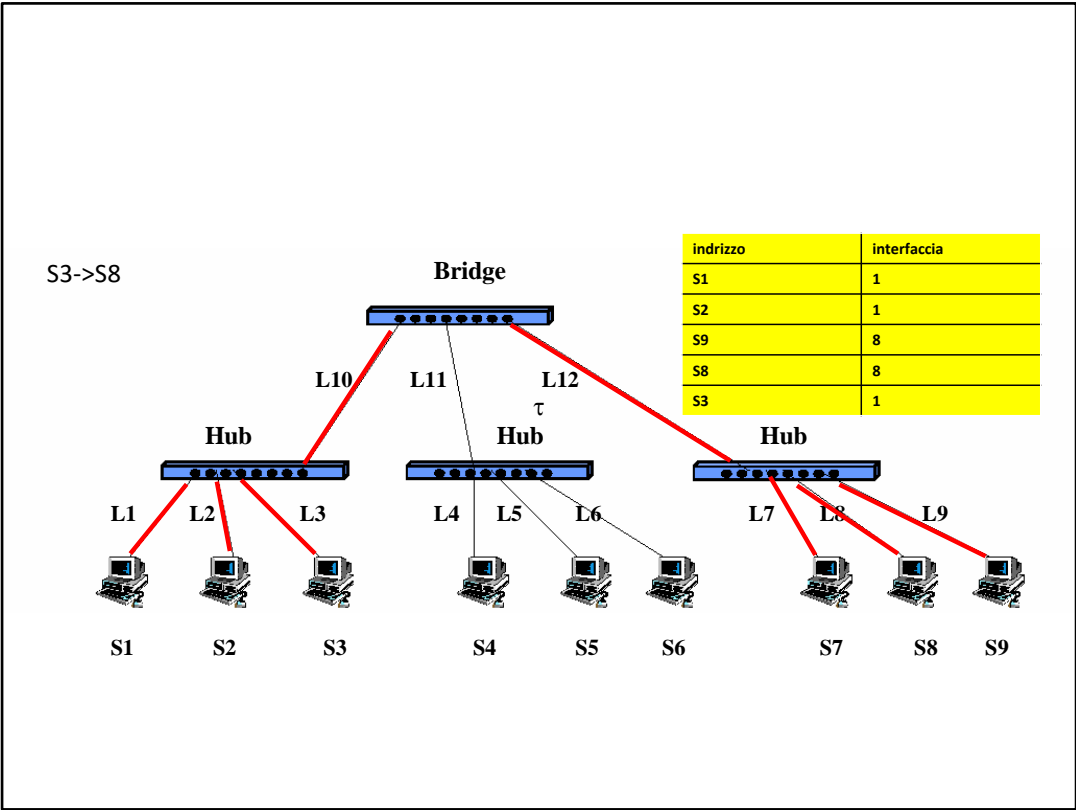 S3->S8
Bridge
indrizzo interfaccia
S1 1
S2 1
S9 8
S8 8
S3 1
L10 L11 L12
τ
Hub Hub Hub
L1 L2 L3 L4 L5 L6 L7 L8 L9
S1 S2 S3 S4 S5 S6 S7 S8 S9